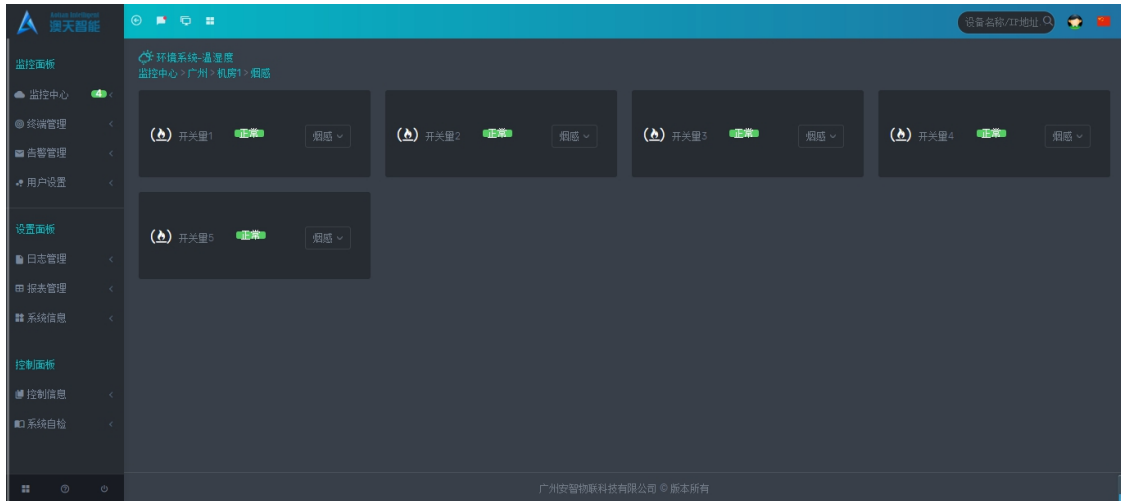 澳天智能
设备名称/IP地址
监控面板
监控中心 4
终端管理
告警管理
用户设置
设置面板
日志管理
报表管理
系统信息
控制面板
控制信息
系统自检
环境系统-温湿度
监控中心 > 广州 > 机房1 > 烟感
开关量1 正常 烟感
开关量2 正常 烟感
开关量3 正常 烟感
开关量4 正常 烟感
开关量5 正常 烟感
广州安智物联科技有限公司 © 版本所有